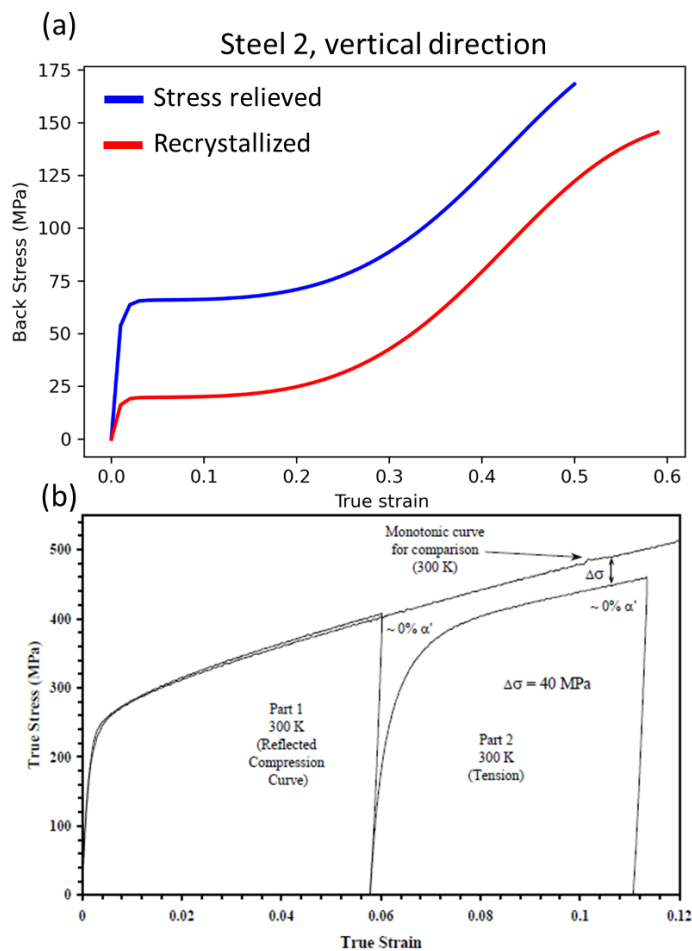 (a)
Steel 2, vertical direction
175
150
125
100
75
50
25
0
Back Stress (MPa)
Stress relieved
Recrystallized
0.0 0.1 0.2 0.3 0.4 0.5 0.6
True strain
(b)
500
400
300
200
100
0
True Stress (MPa)
Monotonic curve
for comparison
(300 K)
Δσ
~ 0% α'
~ 0% α'
Δσ = 40 MPa
Part 1
300 K
(Reflected
Compression
Curve)
Part 2
300 K
(Tension)
0 0.02 0.04 0.06 0.08 0.1 0.12
True Strain